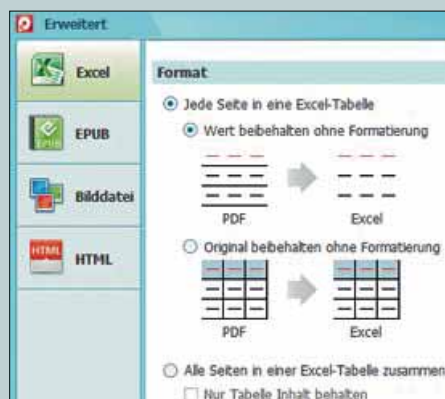 Erweitert
Excel
EPUB
Bilddatei
HTML
Format
Jede Seite in eine Excel-Tabelle
Wert beibehalten ohne Formatierung
PDF Excel
Original beibehalten ohne Formatierung
PDF Excel
Alle Seiten in einer Excel-Tabelle zusammen
Nur Tabelle Inhalt behalten